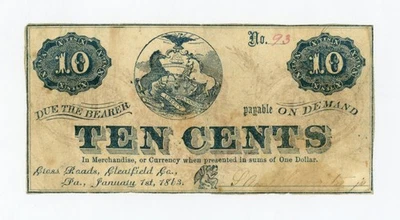 No. 93
10
10
DUE THE BEARER
payable ON DEMAND
TEN CENTS
In Merchandise, or Currency when presented in sums of One Dollar.
Cross Roads, Clearfield Co.,
Pa., January 1st, 1863.